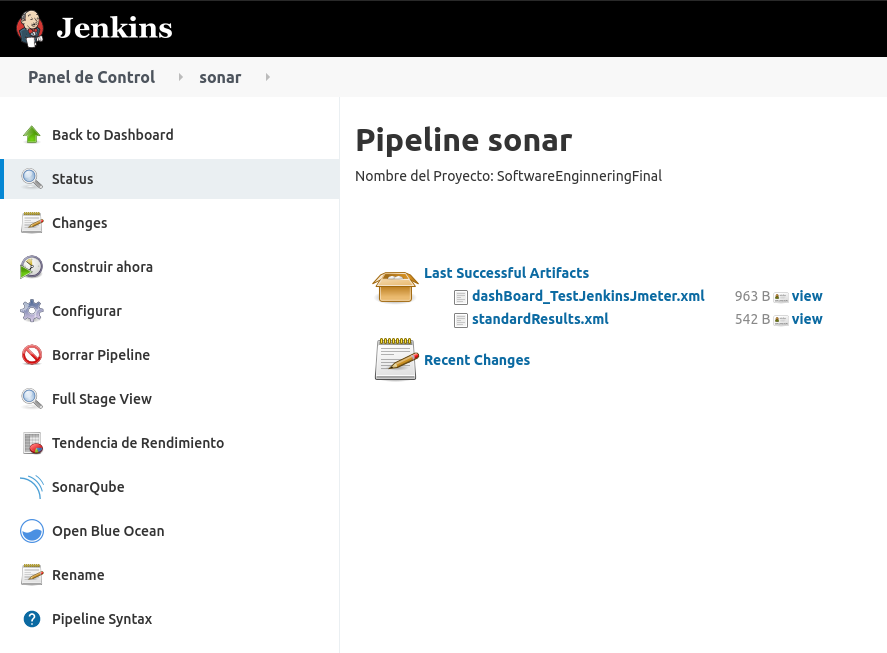 Jenkins
Panel de Control
sonar
Back to Dashboard
Status
Changes
Construir ahora
Configurar
Borrar Pipeline
Full Stage View
Tendencia de Rendimiento
SonarQube
Open Blue Ocean
Rename
Pipeline Syntax
Pipeline sonar
Nombre del Proyecto: SoftwareEnginneringFinal
Last Successful Artifacts
dashBoard_TestJenkinsJmeter.xml 963 B view
standardResults.xml 542 B view
Recent Changes